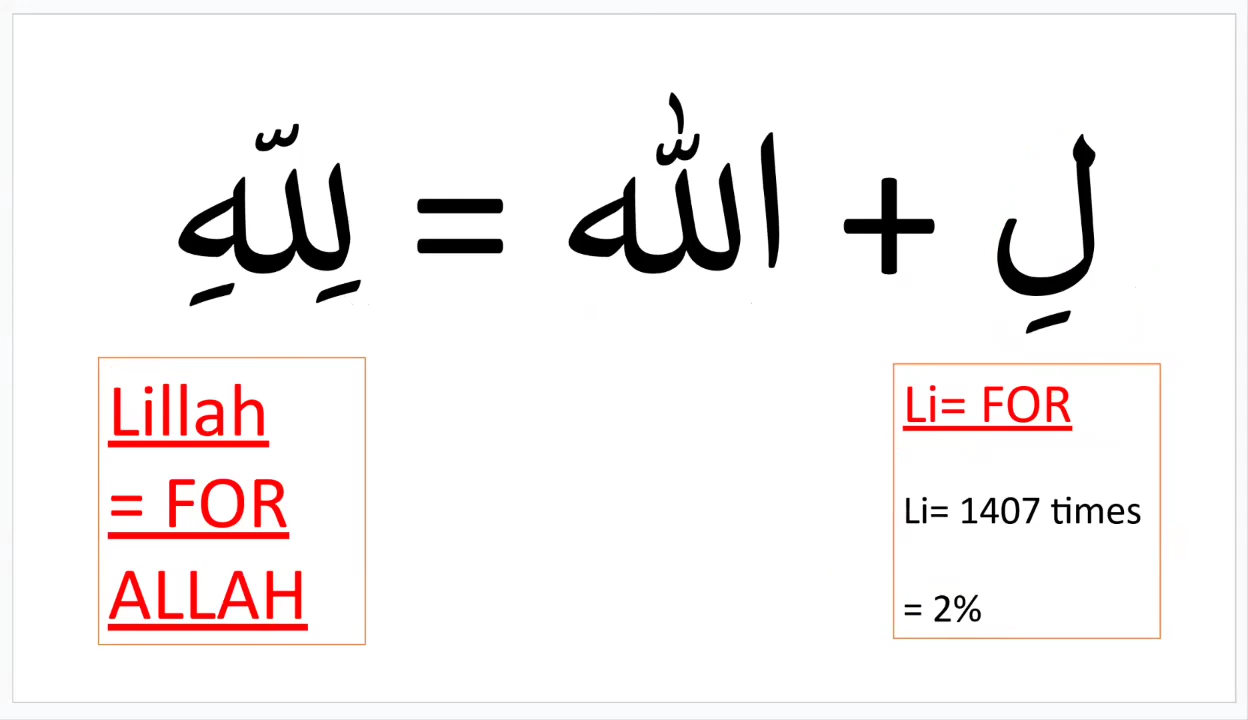 لِ + اللّٰه = لِلّهِ
Li= FOR
Li= 1407 times
= 2%
Lillah
= FOR
ALLAH